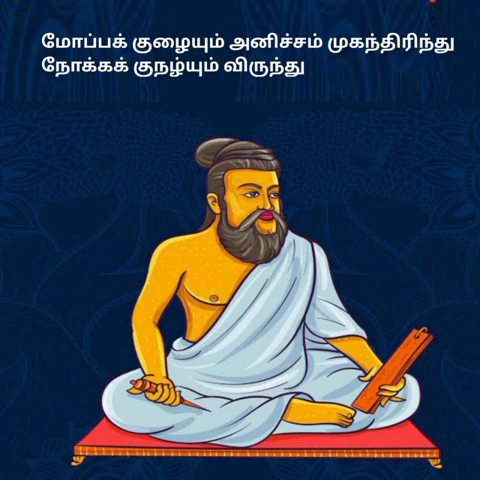 மோப்பக் குழையும் அனிச்சம் முகந்திரிந்து
நோக்கக் குநழ்யும் விருந்து